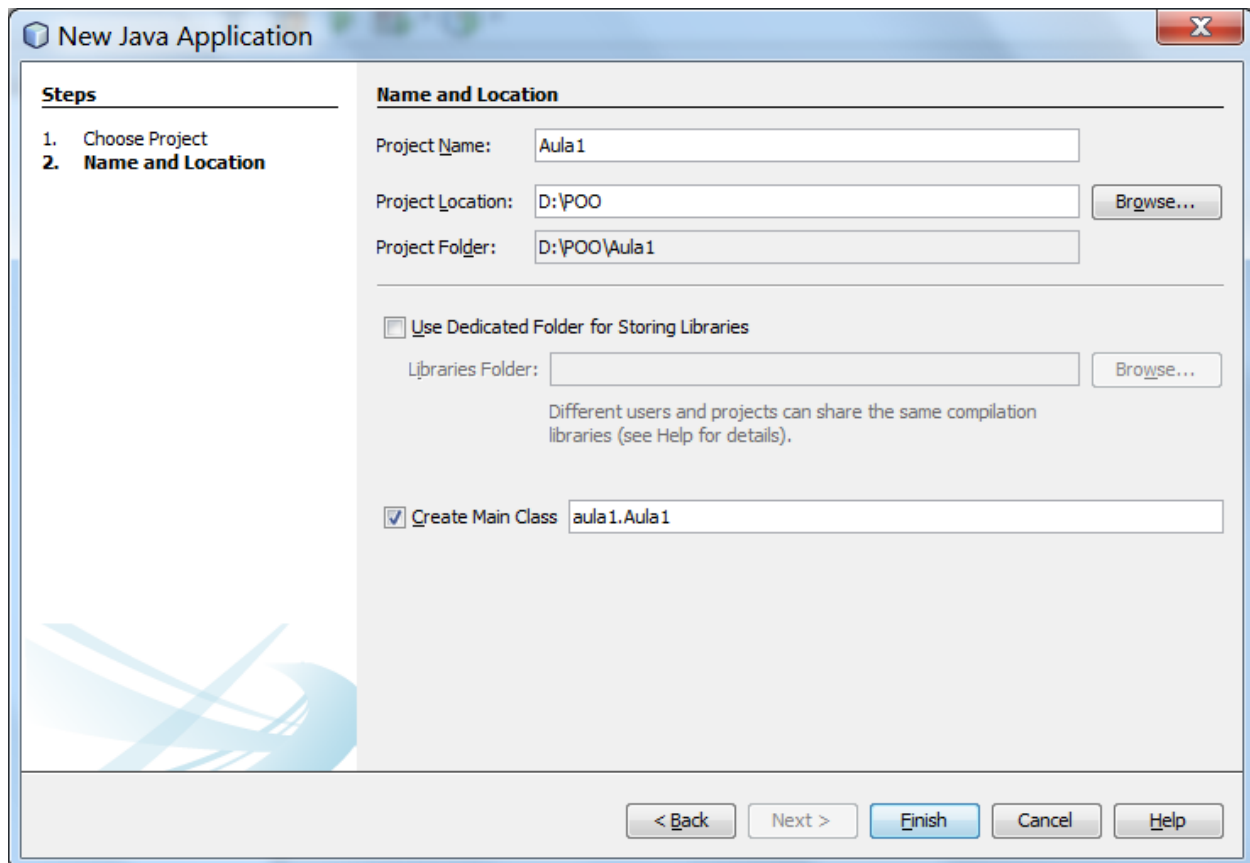 New Java Application
Steps
1. Choose Project
2. Name and Location
Name and Location
Project Name: Aula1
Project Location: D:\POO Browse...
Project Folder: D:\POO\Aula1
Use Dedicated Folder for Storing Libraries
Libraries Folder: Browse...
Different users and projects can share the same compilation
libraries (see Help for details).
Create Main Class aula1.Aula1
< Back Next > Finish Cancel Help